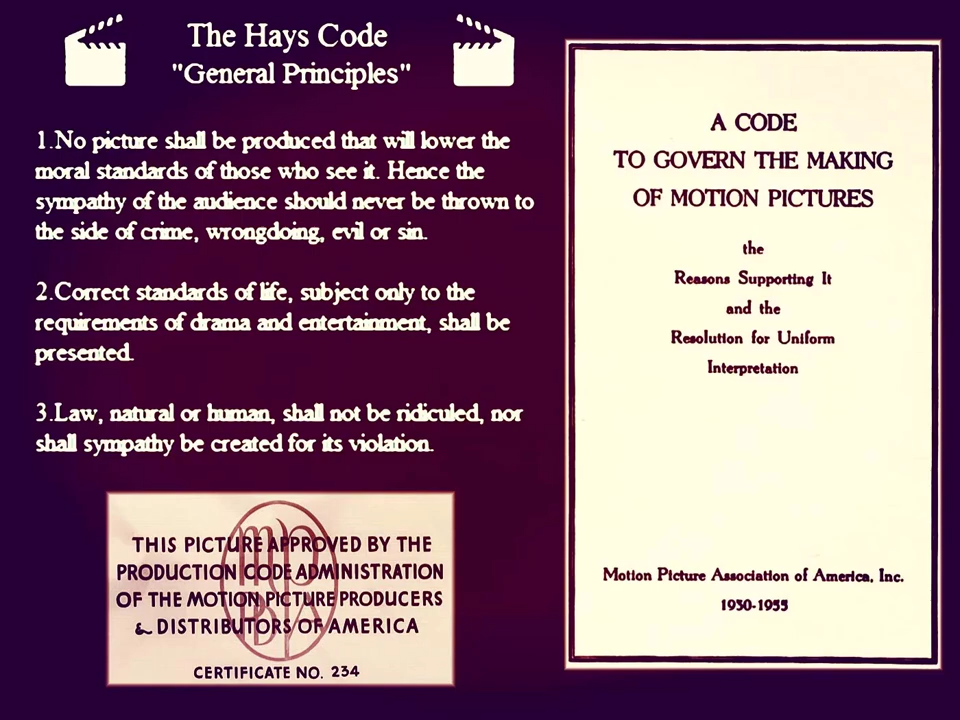 The Hays Code
"General Principles"
1.No picture shall be produced that will lower the
moral standards of those who see it. Hence the
sympathy of the audience should never be thrown to
the side of crime, wrongdoing, evil or sin.
2.Correct standards of life, subject only to the
requirements of drama and entertainment, shall be
presented.
3.Law, natural or human, shall not be ridiculed, nor
shall sympathy be created for its violation.
THIS PICTURE APPROVED BY THE
PRODUCTION CODE ADMINISTRATION
OF THE MOTION PICTURE PRODUCERS
& DISTRIBUTORS OF AMERICA
CERTIFICATE NO. 234
A CODE
TO GOVERN THE MAKING
OF MOTION PICTURES
the
Reasons Supporting It
and the
Resolution for Uniform
Interpretation
Motion Picture Association of America, Inc.
1930-1955